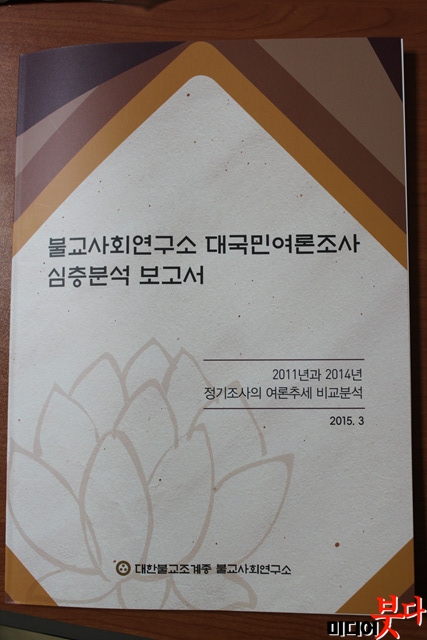 불교사회연구소 대국민여론조사
심층분석 보고서
2011년과 2014년
정기조사의 여론추세 비교분석
2015. 3
대한불교조계종 불교사회연구소
미디어붓다